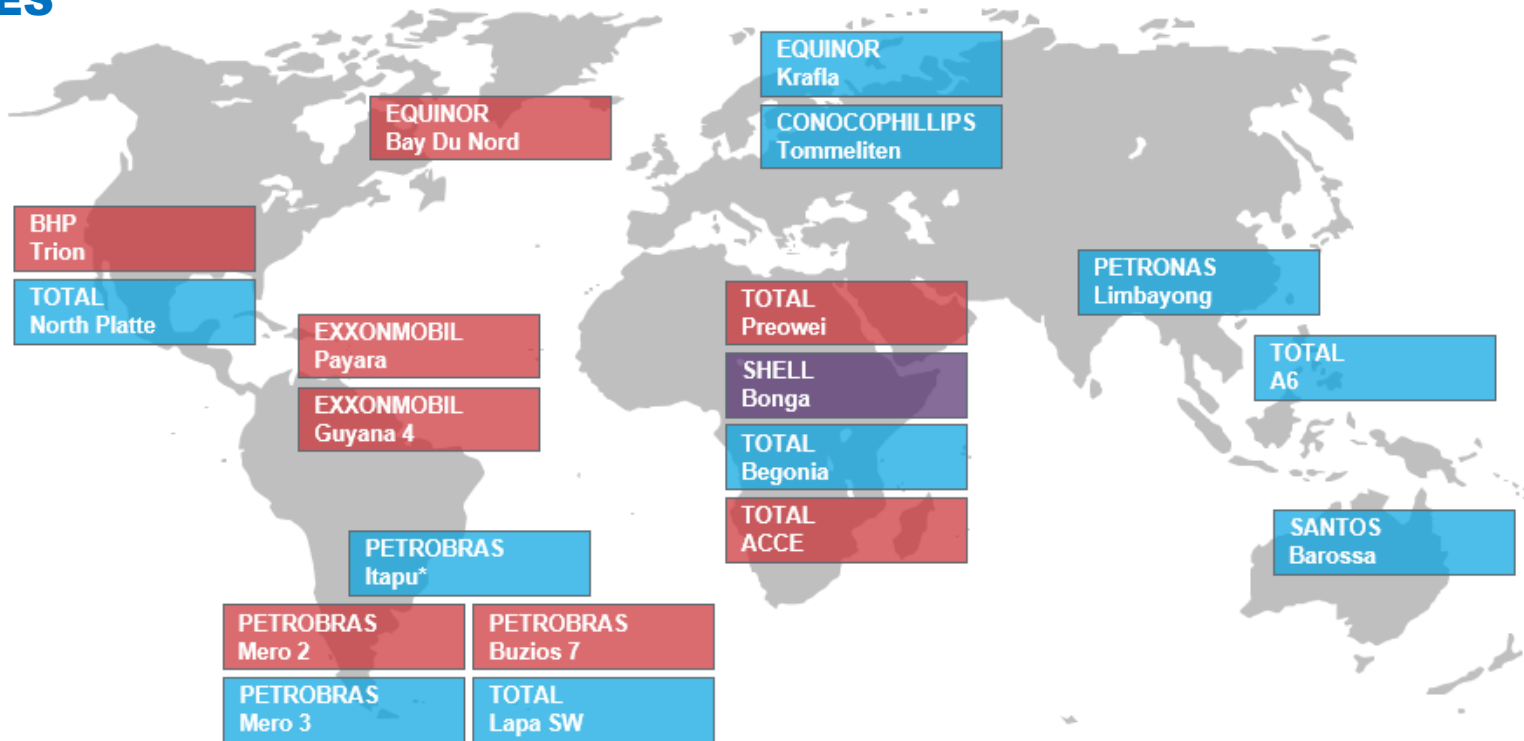 ES
EQUINOR
Krafla
CONOCOPHILLIPS
Tommeliten
EQUINOR
Bay Du Nord
BHP
Trion
TOTAL
North Platte
EXXONMOBIL
Payara
EXXONMOBIL
Guyana 4
TOTAL
Preowei
SHELL
Bonga
TOTAL
Begonia
TOTAL
ACCE
PETRONAS
Limbayong
TOTAL
A6
SANTOS
Barossa
PETROBRAS
Itapu*
PETROBRAS
Mero 2
PETROBRAS
Buzios 7
PETROBRAS
Mero 3
TOTAL
Lapa SW